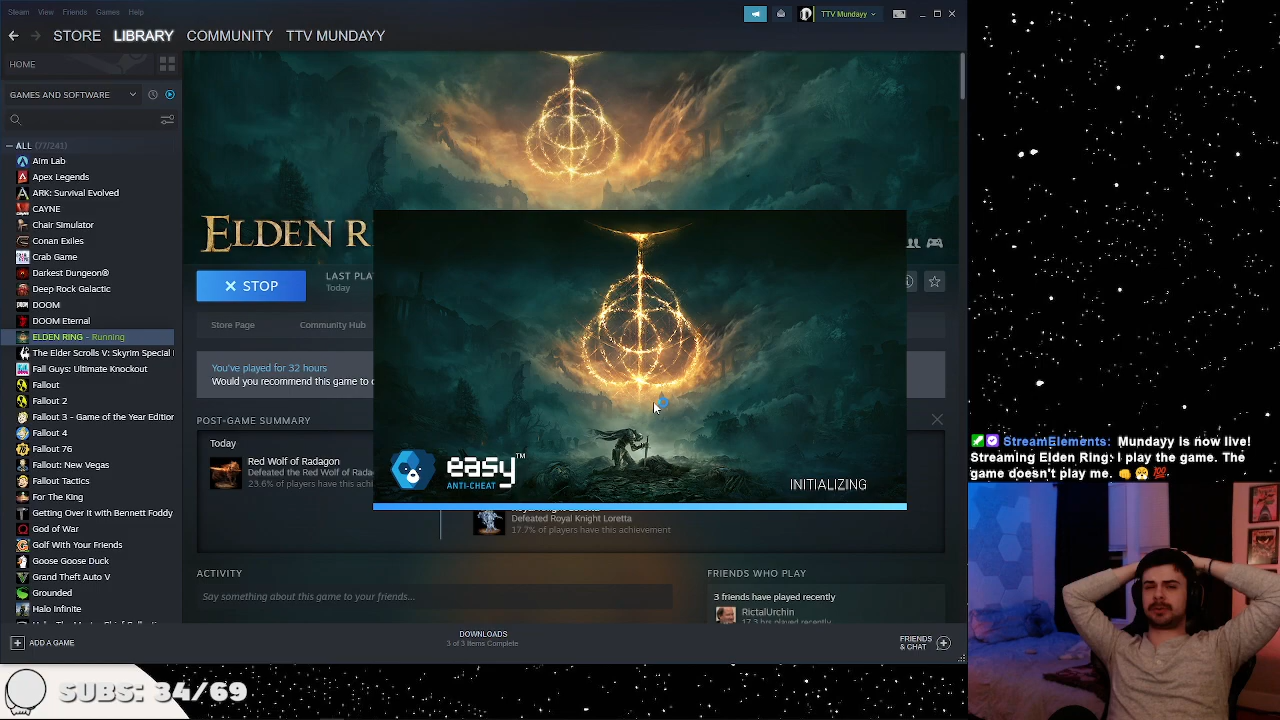 Steam View Friends Games Help
TTV Mundayy
STORE LIBRARY COMMUNITY TTV MUNDAYY
HOME
GAMES AND SOFTWARE
ALL (77/241)
Aim Lab
Apex Legends
ARK: Survival Evolved
CAYNE
Chair Simulator
Conan Exiles
Crab Game
Darkest Dungeon®
Deep Rock Galactic
DOOM
DOOM Eternal
ELDEN RING - Running
The Elder Scrolls V: Skyrim Special
Fall Guys: Ultimate Knockout
Fallout
Fallout 2
Fallout 3 - Game of the Year Edition
Fallout 4
Fallout 76
Fallout: New Vegas
Fallout Tactics
For The King
Getting Over It with Bennett Foddy
God of War
Golf With Your Friends
Goose Goose Duck
Grand Theft Auto V
Grounded
Halo Infinite
ADD A GAME
ELDEN R
STOP
LAST PLA
Today
Store Page Community Hub
You've played for 32 hours
Would you recommend this game to
POST-GAME SUMMARY
Today
Red Wolf of Radagon
Defeated the Red Wolf of Rada
23.6% of players have this achi
easy™
ANTI-CHEAT
INITIALIZING
Royal Knight Loretta
Defeated Royal Knight Loretta
17.7% of players have this achievement
ACTIVITY
Say something about this game to your friends...
FRIENDS WHO PLAY
3 friends have played recently
RictalUrchin
17.3 hrs played recently
DOWNLOADS
3 of 3 Items Complete
FRIENDS
& CHAT
StreamElements: Mundayy is now live!
Streaming Elden Ring: I play the game. The
game doesn't play me. 👊😤💯
SUBS: 34/69